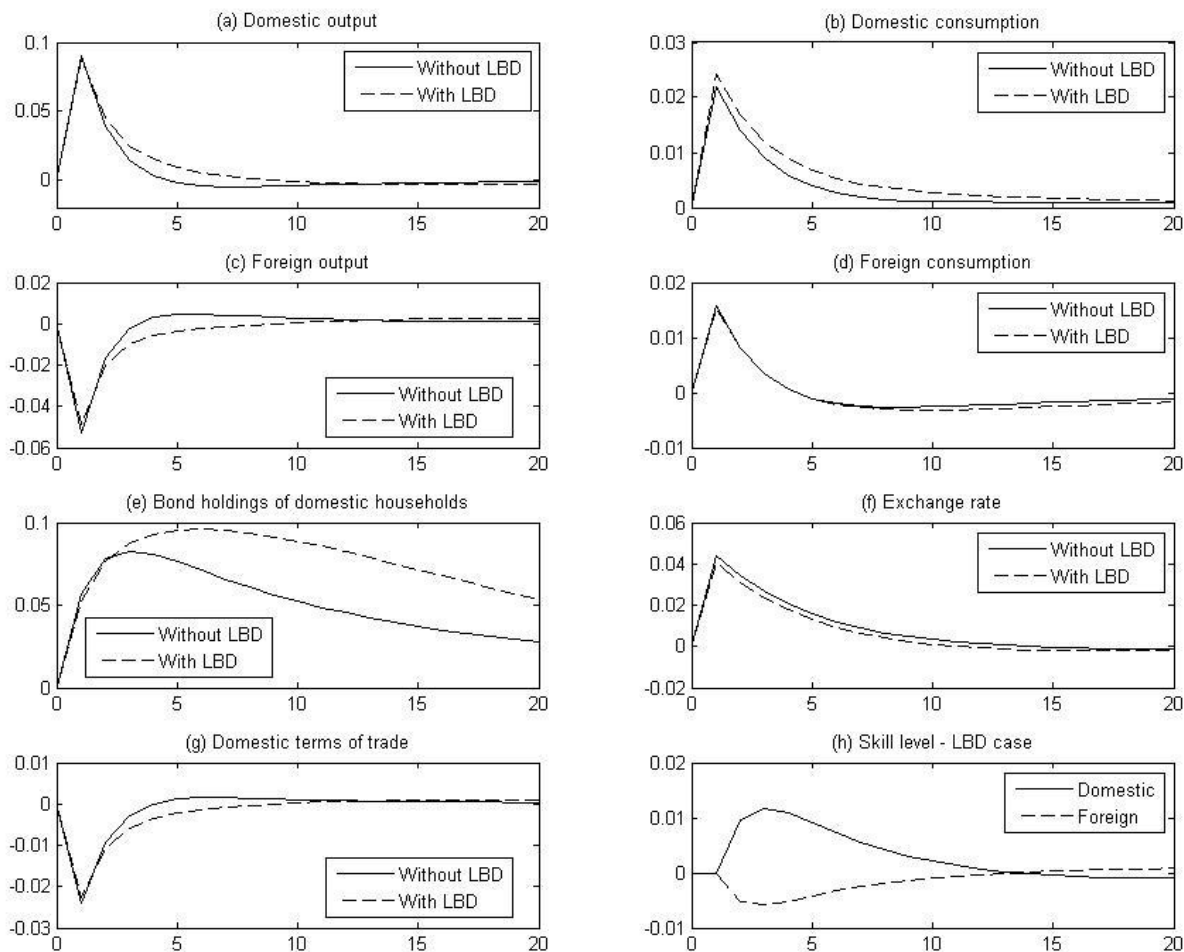 (a) Domestic output
0.1
0.05
0
0 5 10 15 20
Without LBD
With LBD
(b) Domestic consumption
0.03
0.02
0.01
0
0 5 10 15 20
Without LBD
With LBD
(c) Foreign output
0.02
0
-0.02
-0.04
-0.06
0 5 10 15 20
Without LBD
With LBD
(d) Foreign consumption
0.02
0.01
0
-0.01
0 5 10 15 20
Without LBD
With LBD
(e) Bond holdings of domestic households
0.1
0.05
0
0 5 10 15 20
Without LBD
With LBD
(f) Exchange rate
0.06
0.04
0.02
0
-0.02
0 5 10 15 20
Without LBD
With LBD
(g) Domestic terms of trade
0.01
0
-0.01
-0.02
-0.03
0 5 10 15 20
Without LBD
With LBD
(h) Skill level - LBD case
0.02
0.01
0
-0.01
0 5 10 15 20
Domestic
Foreign